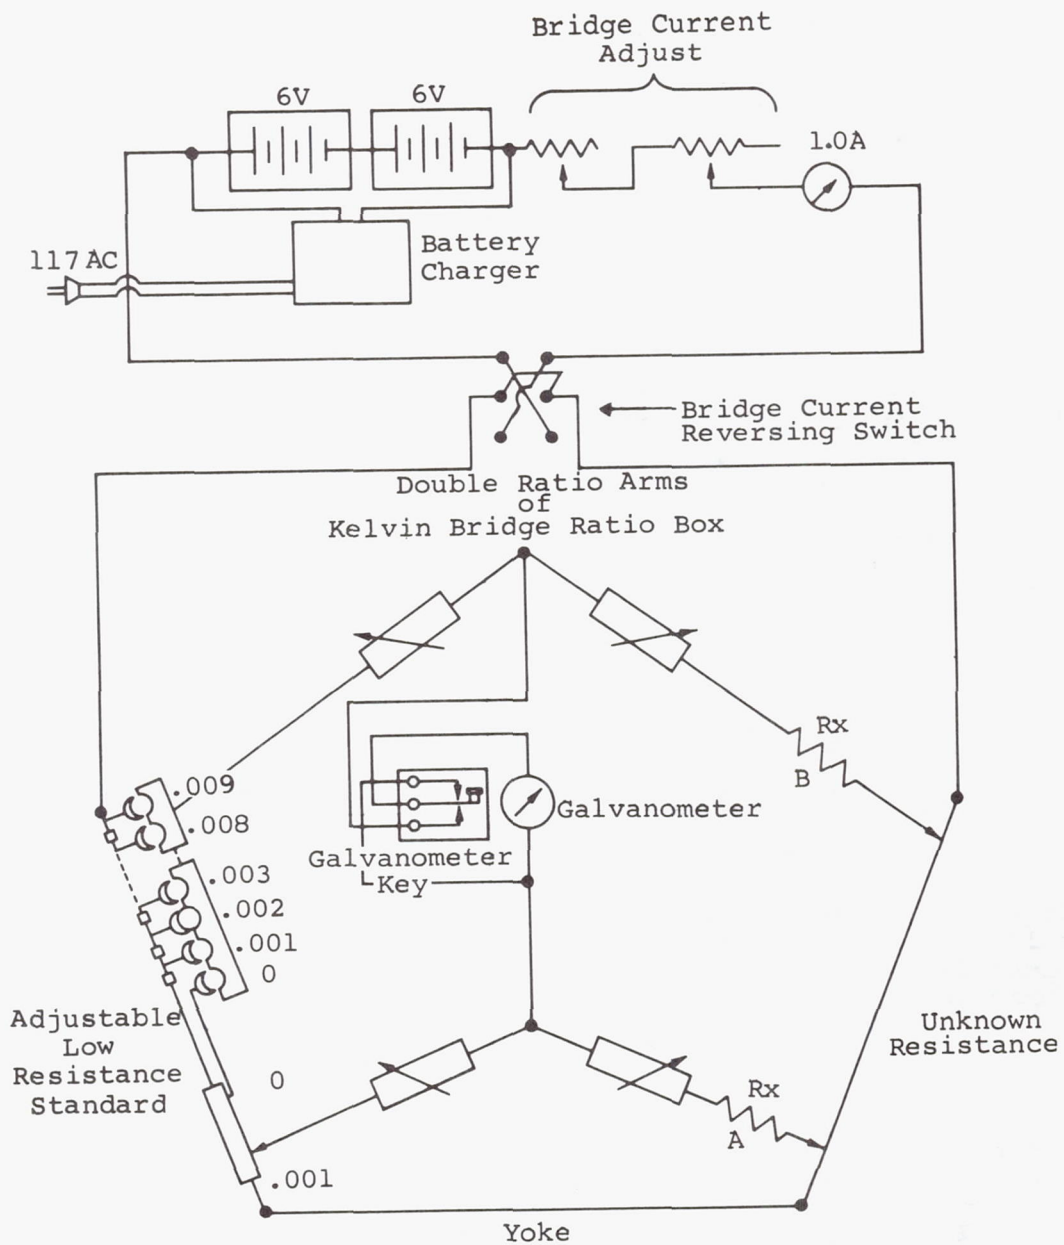 Bridge Current
Adjust
6V
6V
1.0A
117 AC
Battery
Charger
Bridge Current
Reversing Switch
Double Ratio Arms
of
Kelvin Bridge Ratio Box
Rx
B
.009
.008
Galvanometer
Galvanometer
Key
.003
.002
.001
0
Adjustable
Low
Resistance
Standard
Unknown
Resistance
0
Rx
A
.001
Yoke